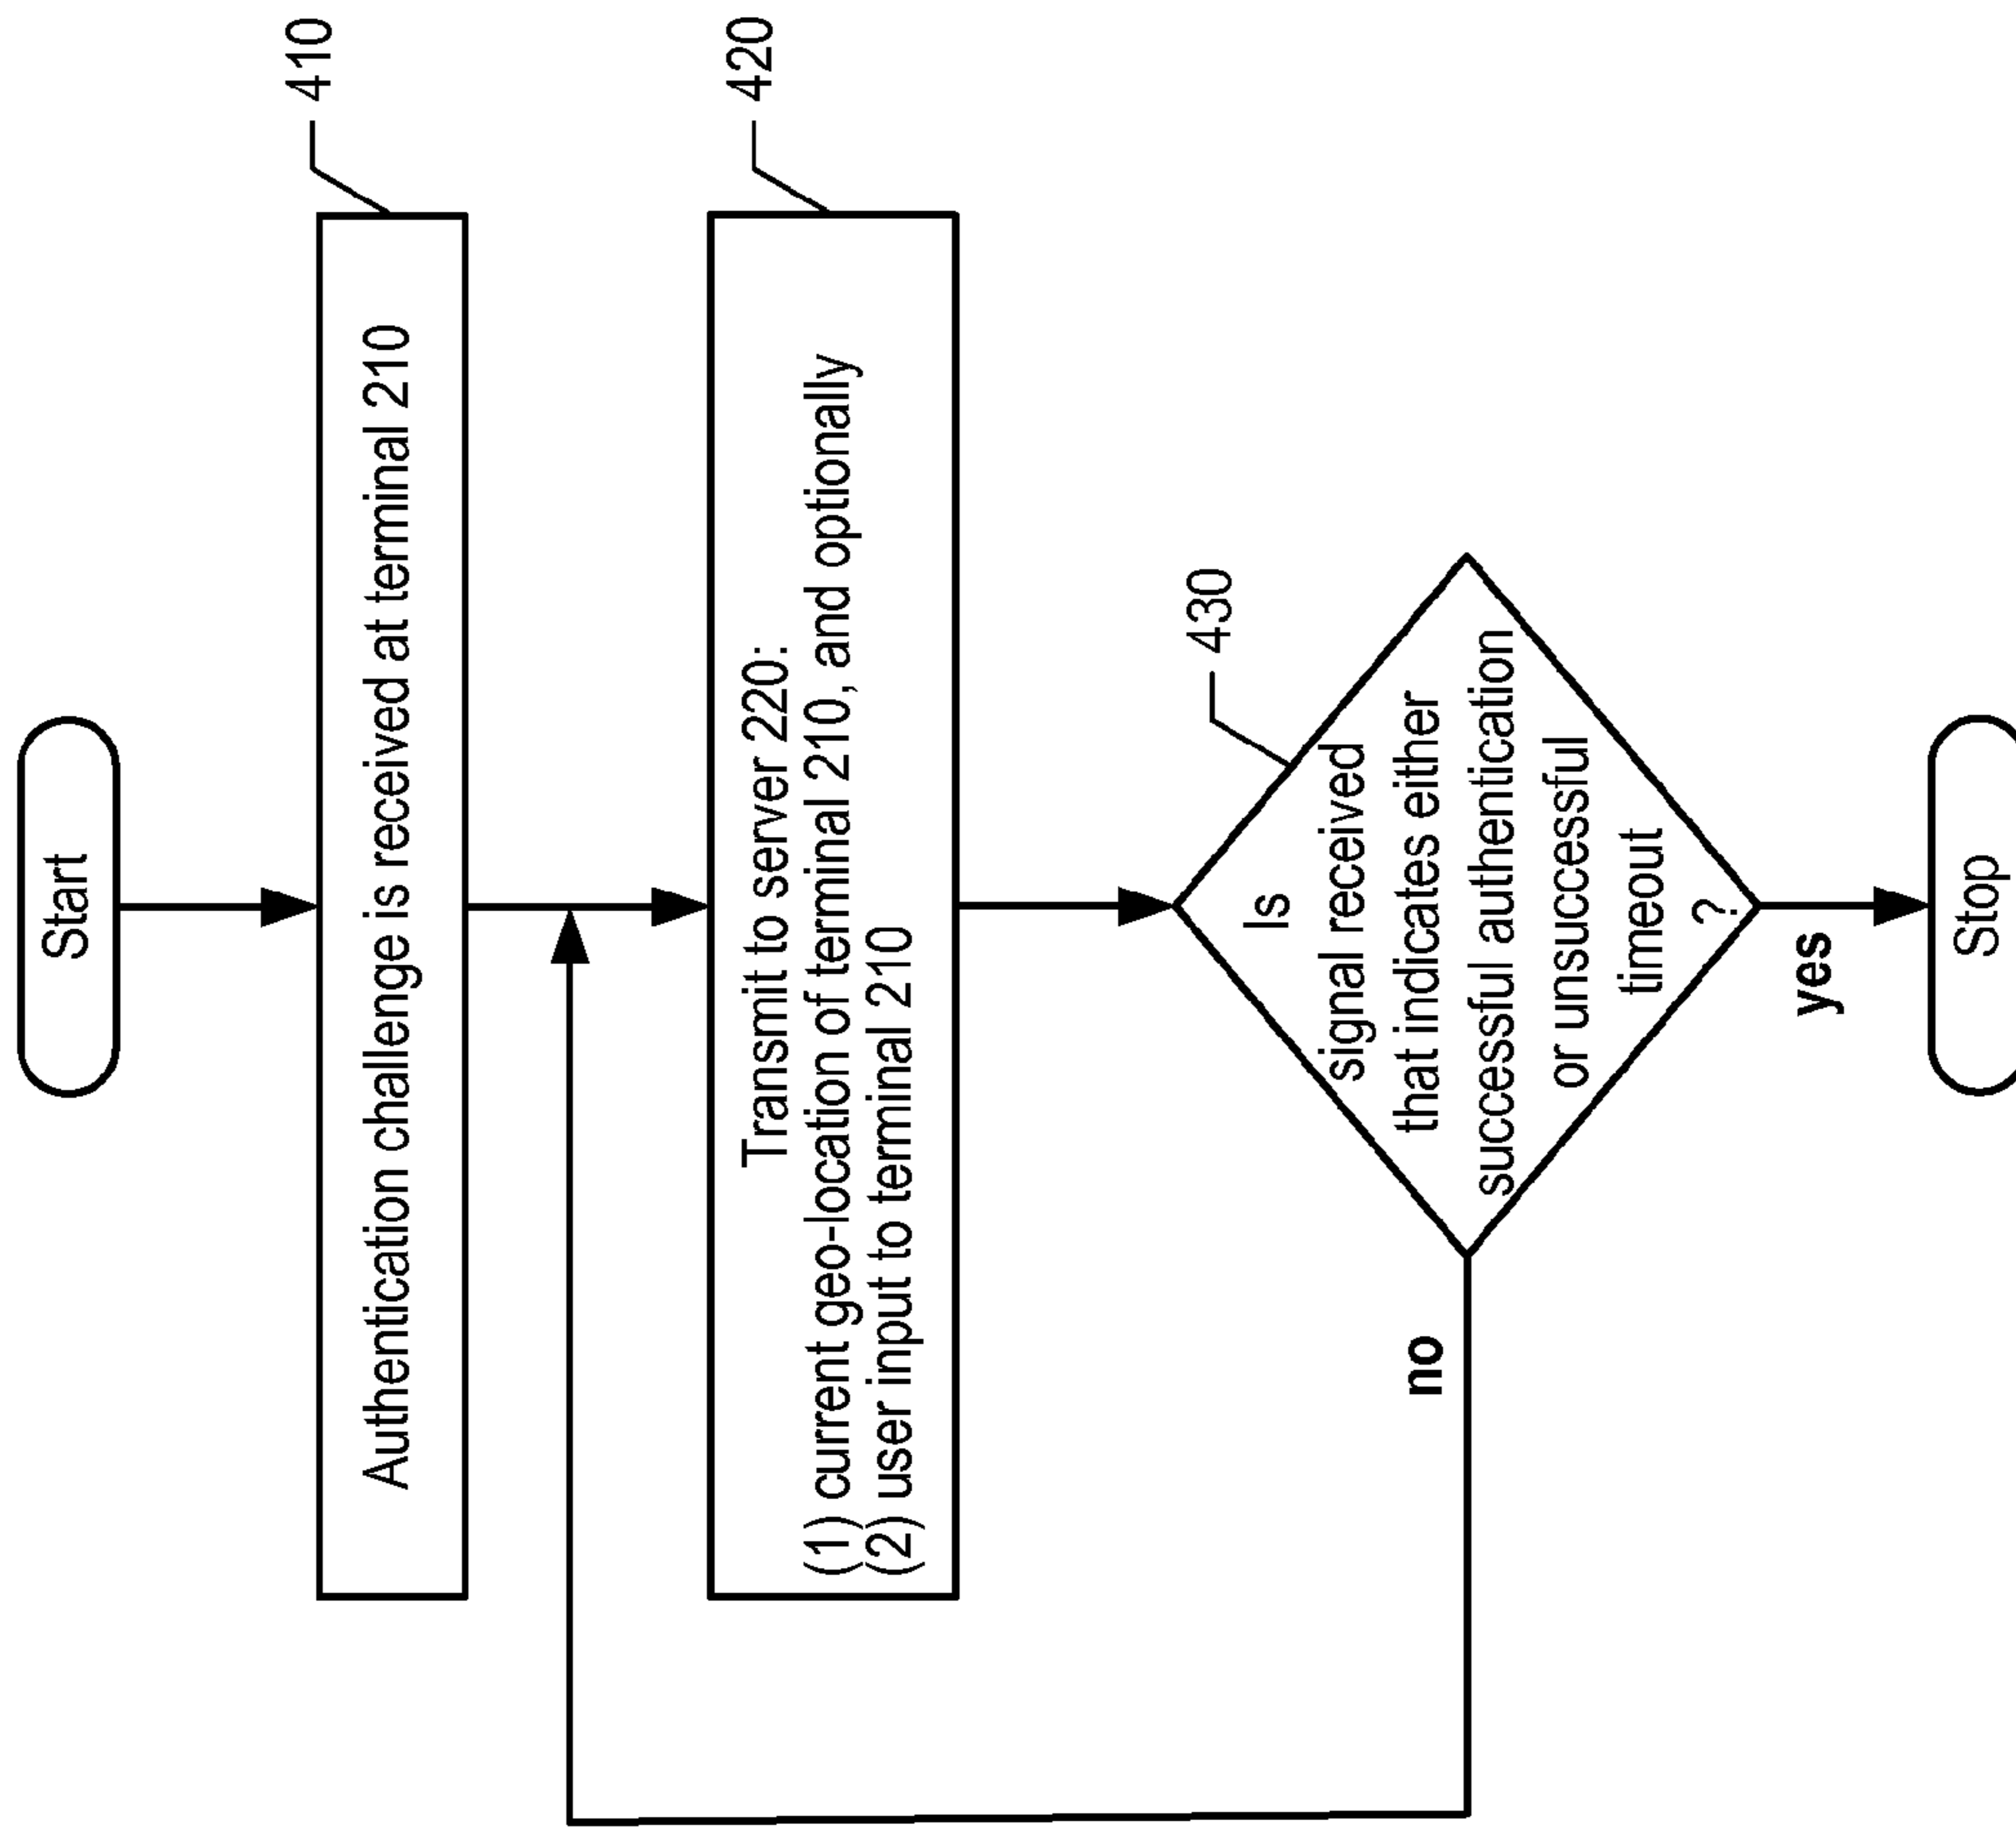 Start
410
Authentication challenge is received at terminal 210
420
Transmit to server 220:
(1) current geo-location of terminal 210, and optionally
(2) user input to terminal 210
430
Is
signal received
that indicates either
successful authentication
or unsuccessful
timeout
?
no
yes
Stop